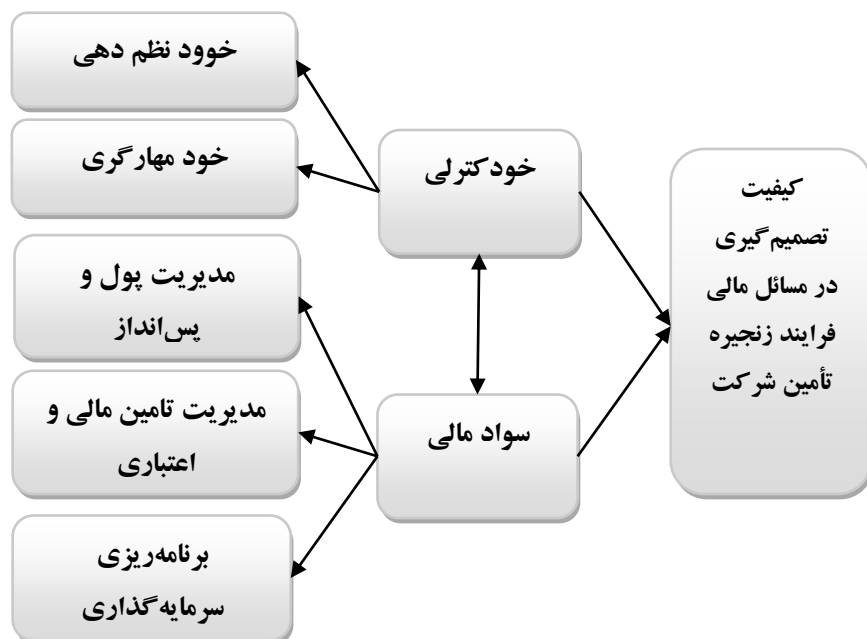 خوود نظم دهی
خود مهارگری
مدیریت پول و
پس‌انداز
مدیریت تامین مالی و
اعتباری
برنامه‌ریزی
سرمایه‌گذاری
خودکترلی
سواد مالی
کیفیت
تصمیم‌گیری
در مسائل مالی
فرایند زنجیره
تأمین شرکت